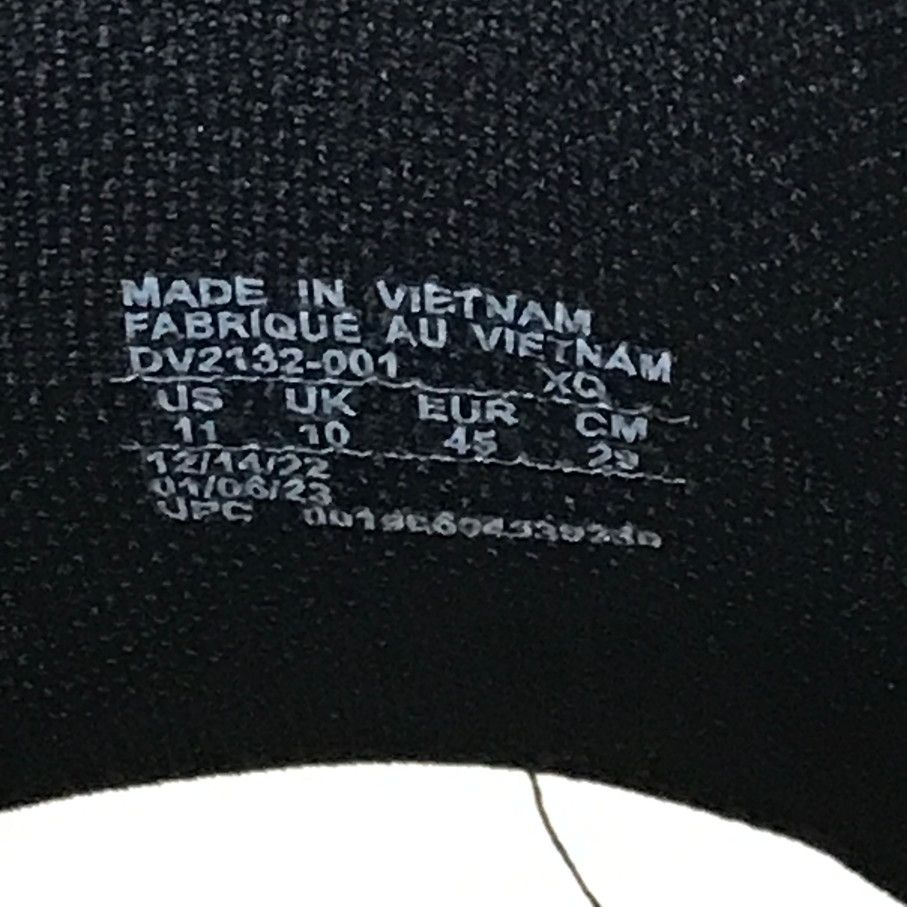 MADE IN VIETNAM
FABRIQUE AU VIETNAM
DV2132-001 XQ
US UK EUR CM
11 10 45 29
12/14/22
01/06/23
UPC